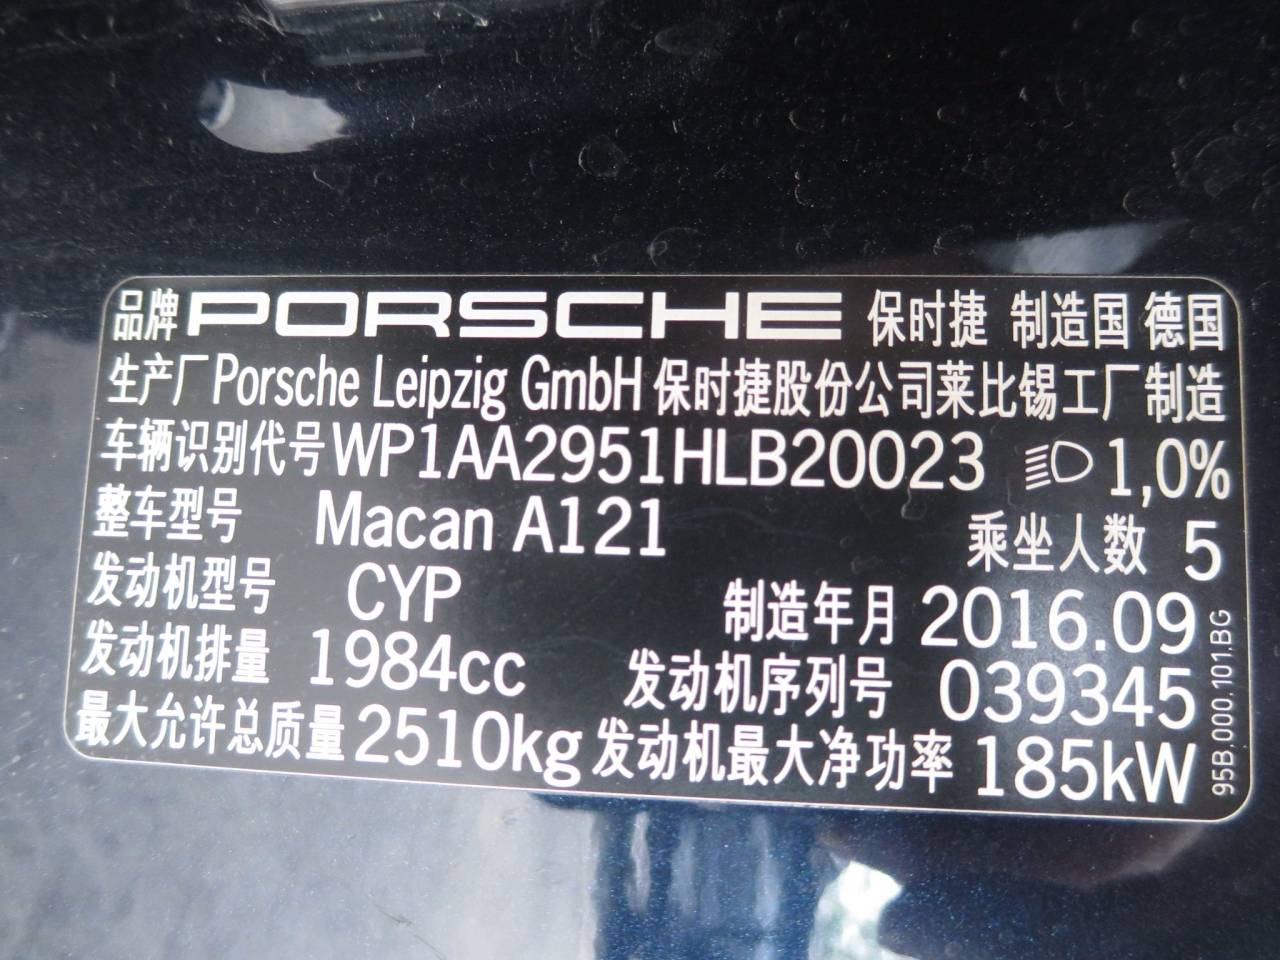 品牌 PORSCHE 保时捷 制造国 德国
生产厂 Porsche Leipzig GmbH 保时捷股份公司莱比锡工厂 制造
车辆识别代号 WP1AA2951HLB20023 1,0%
整车型号 Macan A121 乘坐人数 5
发动机型号 CYP 制造年月 2016.09
发动机排量 1984cc 发动机序列号 039345
最大允许总质量 2510kg 发动机最大净功率 185kW
95B.000.101.BG